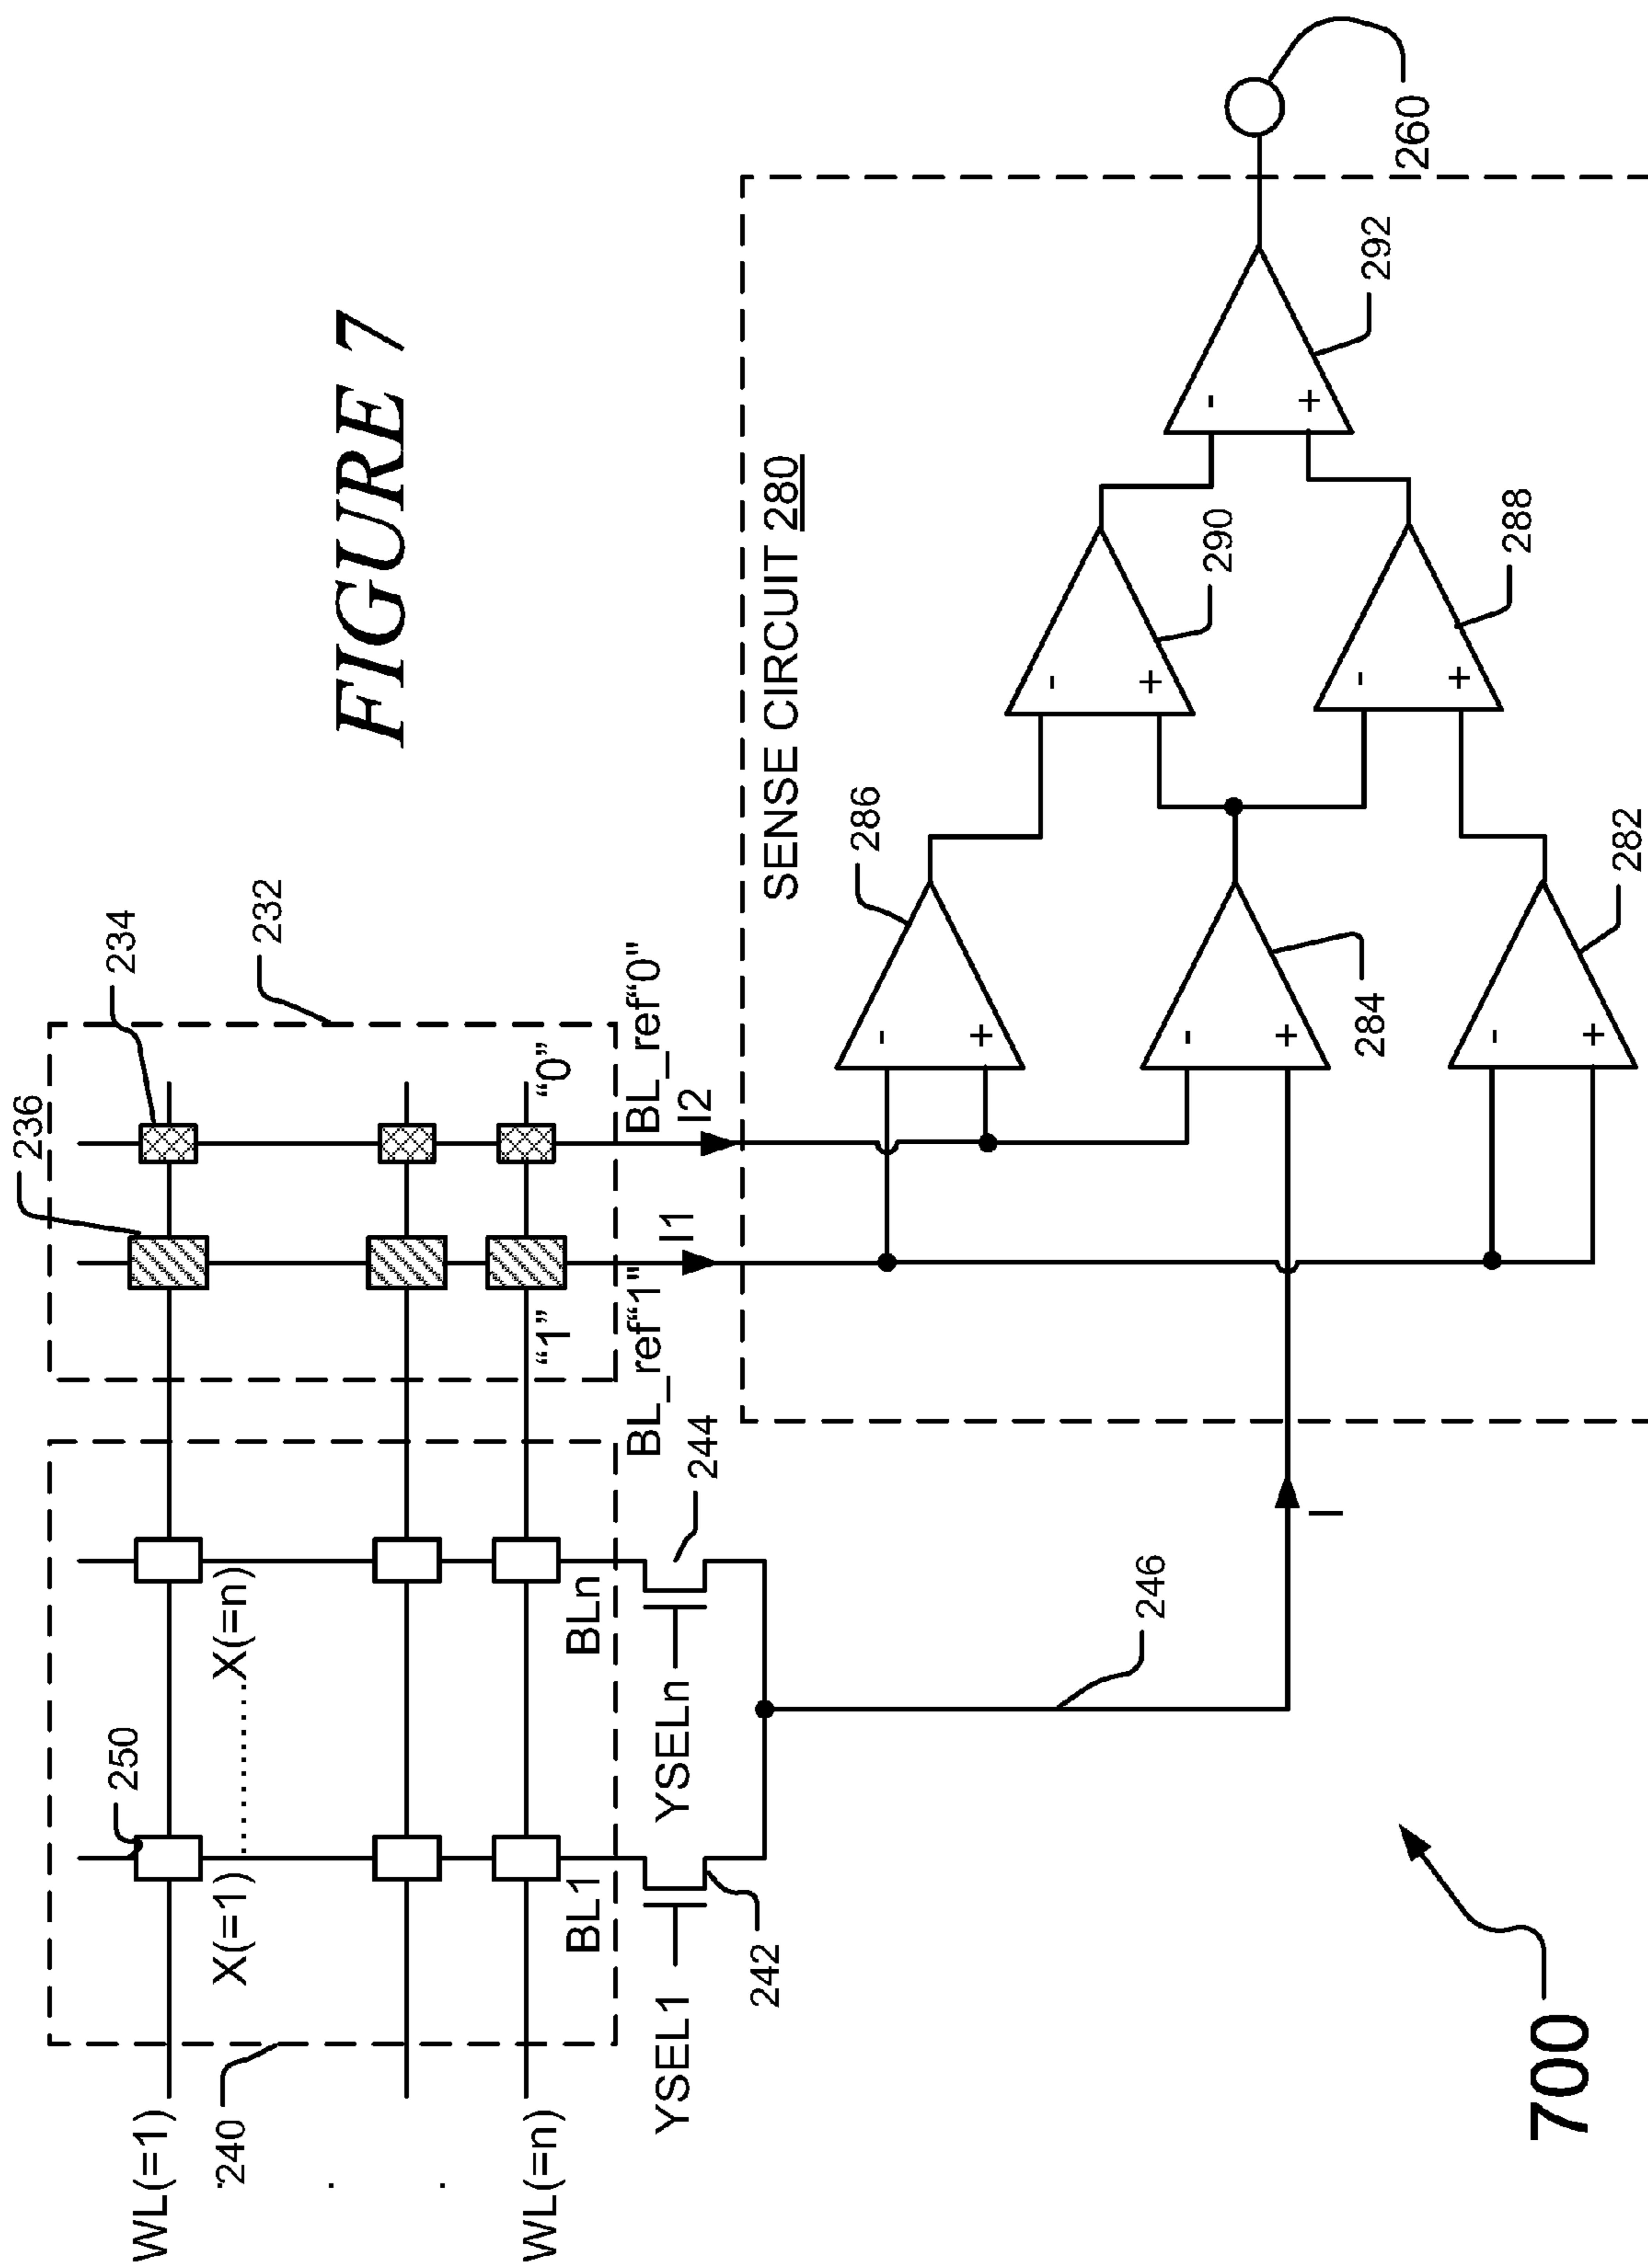 FIGURE 7
236
234
232
WL(=1)
250
X(=1)..........X(=n)
240
WL(=n)
"1"
"0"
BL1
BLn
BL_ref"1"
BL_ref"0"
I1
I2
YSEL1
YSELn
242
244
246
I
SENSE CIRCUIT 280
-
+
286
-
+
284
-
+
282
-
+
290
-
+
288
-
+
292
260
700